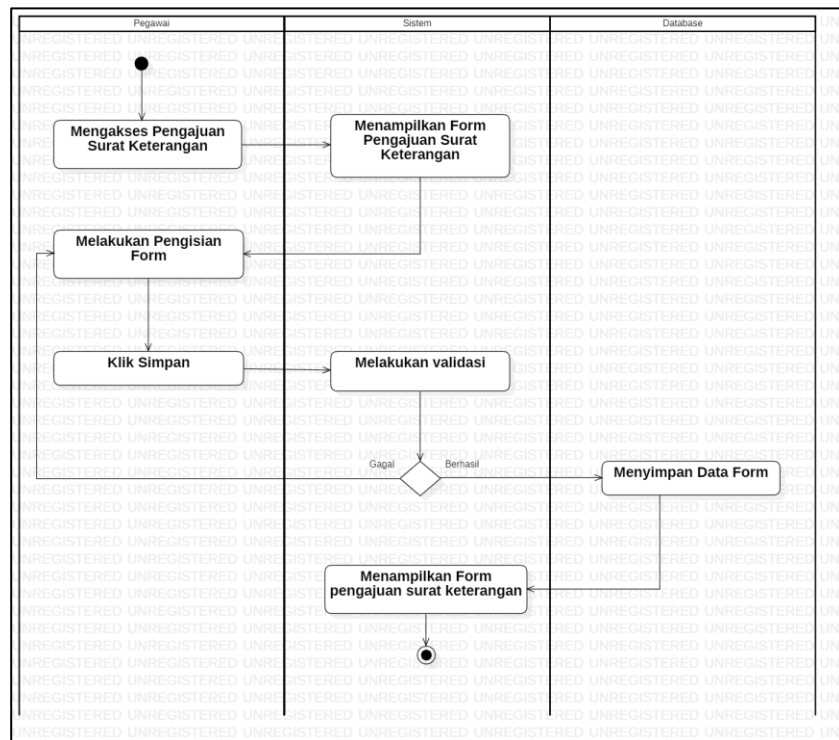 Pegawai
Sistem
Database
Mengakses Pengajuan
Surat Keterangan
Menampilkan Form
Pengajuan Surat
Keterangan
Melakukan Pengisian
Form
Klik Simpan
Melakukan validasi
Gagal
Berhasil
Menyimpan Data Form
Menampilkan Form
pengajuan surat keterangan
UNREGISTERED